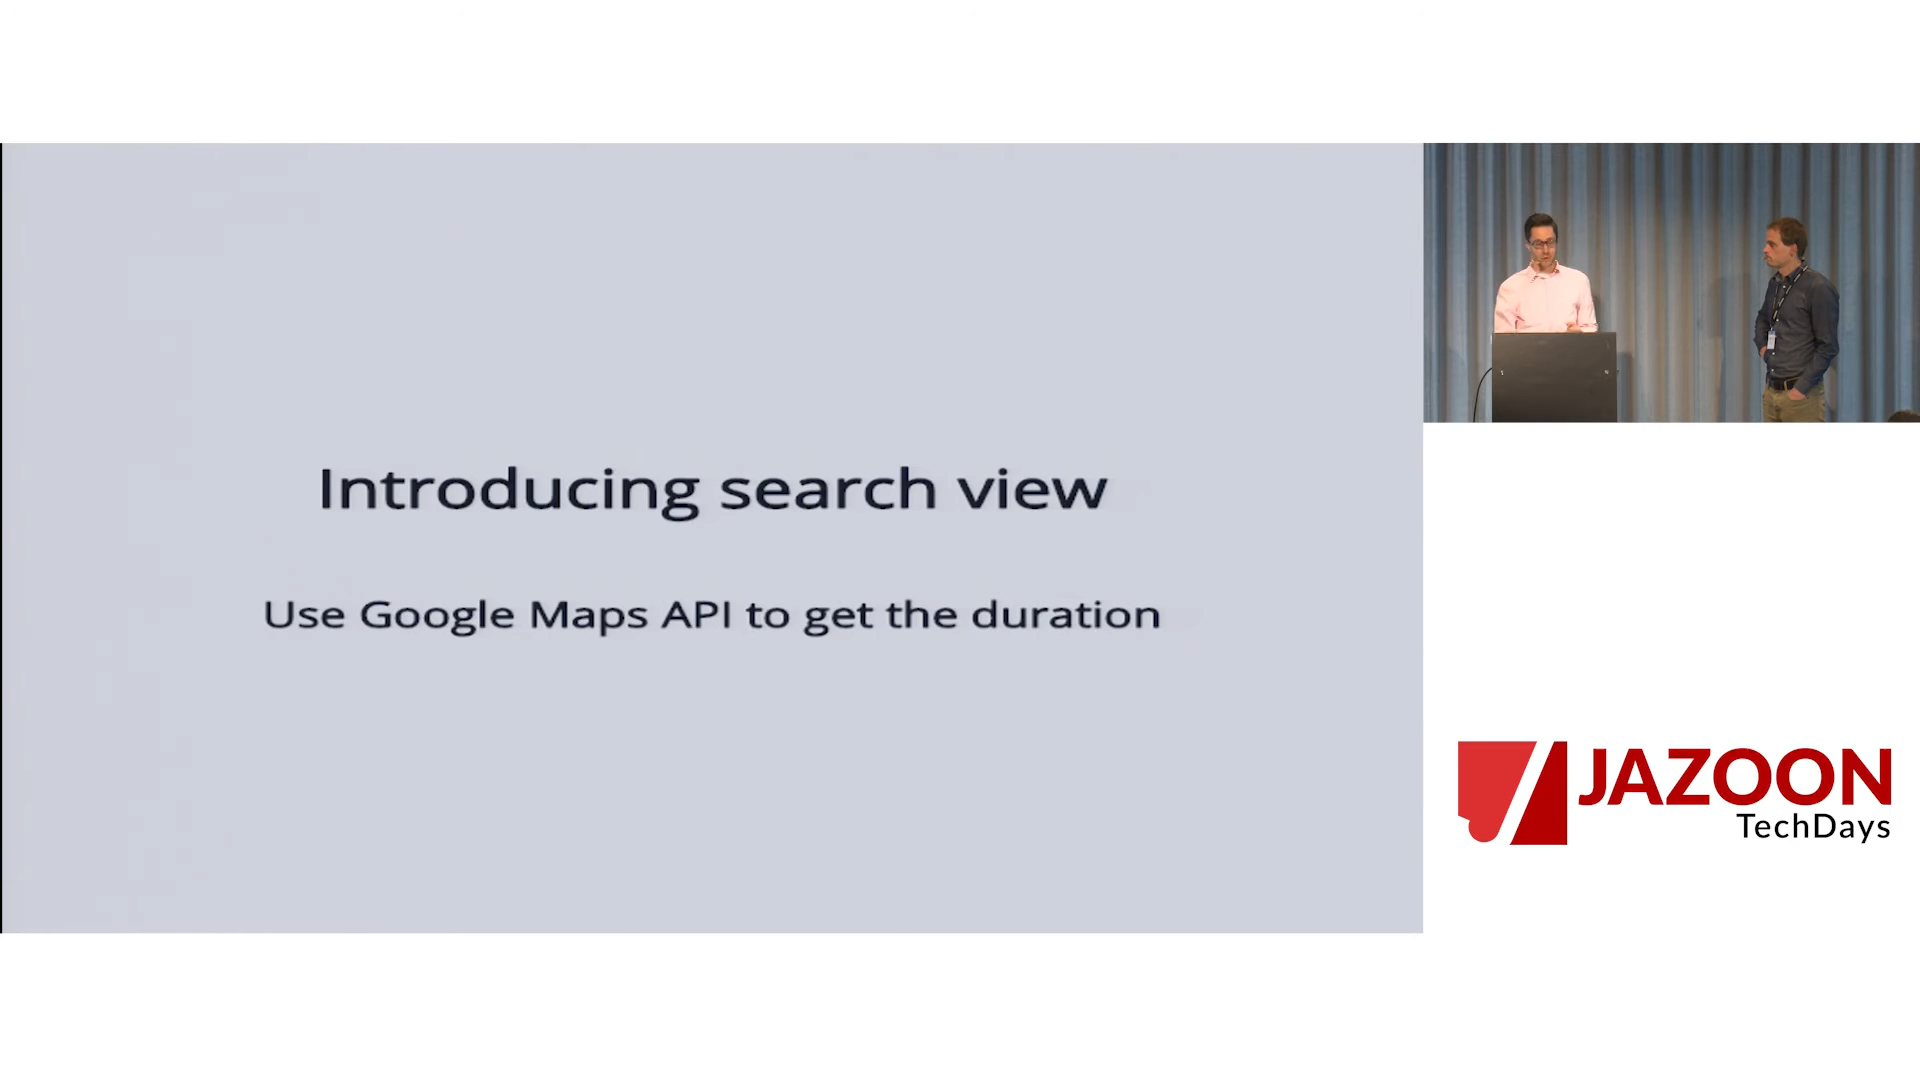 Introducing search view
Use Google Maps API to get the duration
JAZOON
TechDays